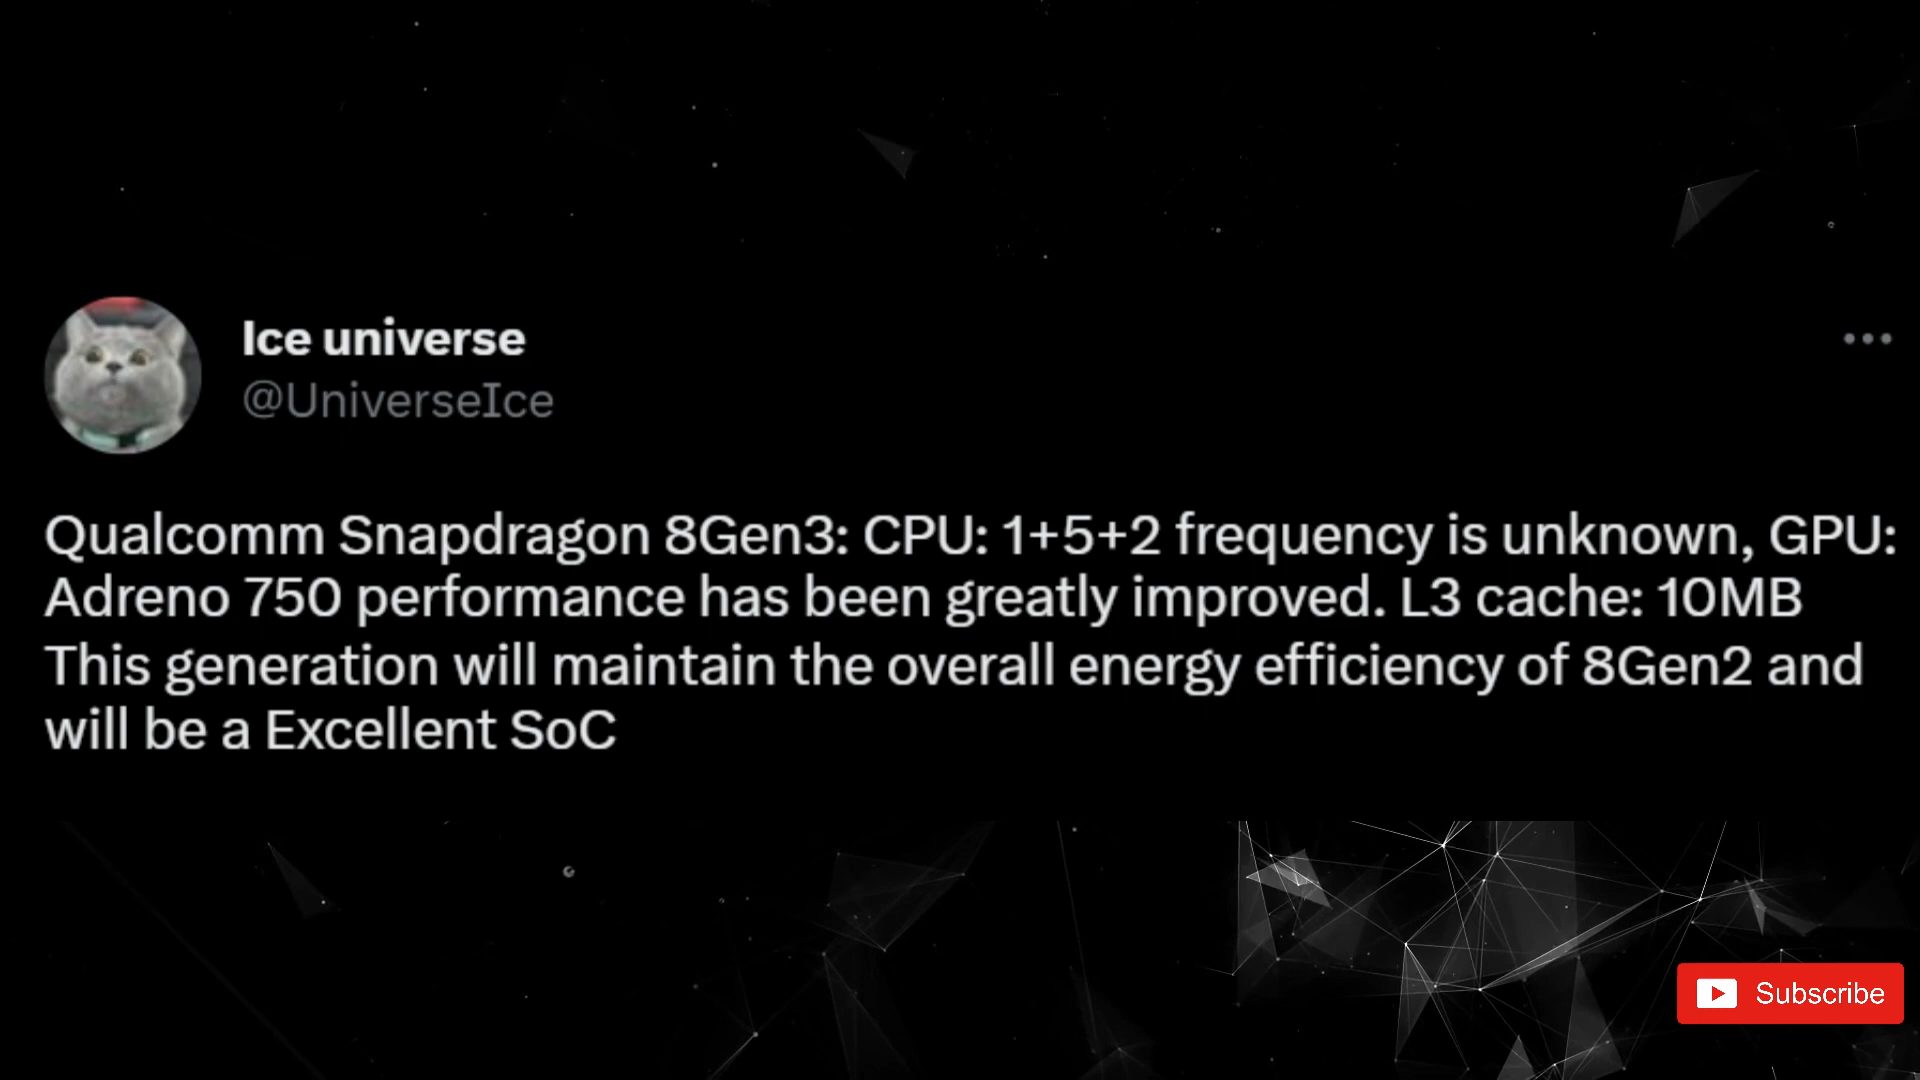 Ice universe
@UniverseIce
Qualcomm Snapdragon 8Gen3: CPU: 1+5+2 frequency is unknown, GPU:
Adreno 750 performance has been greatly improved. L3 cache: 10MB
This generation will maintain the overall energy efficiency of 8Gen2 and
will be a Excellent SoC
Subscribe